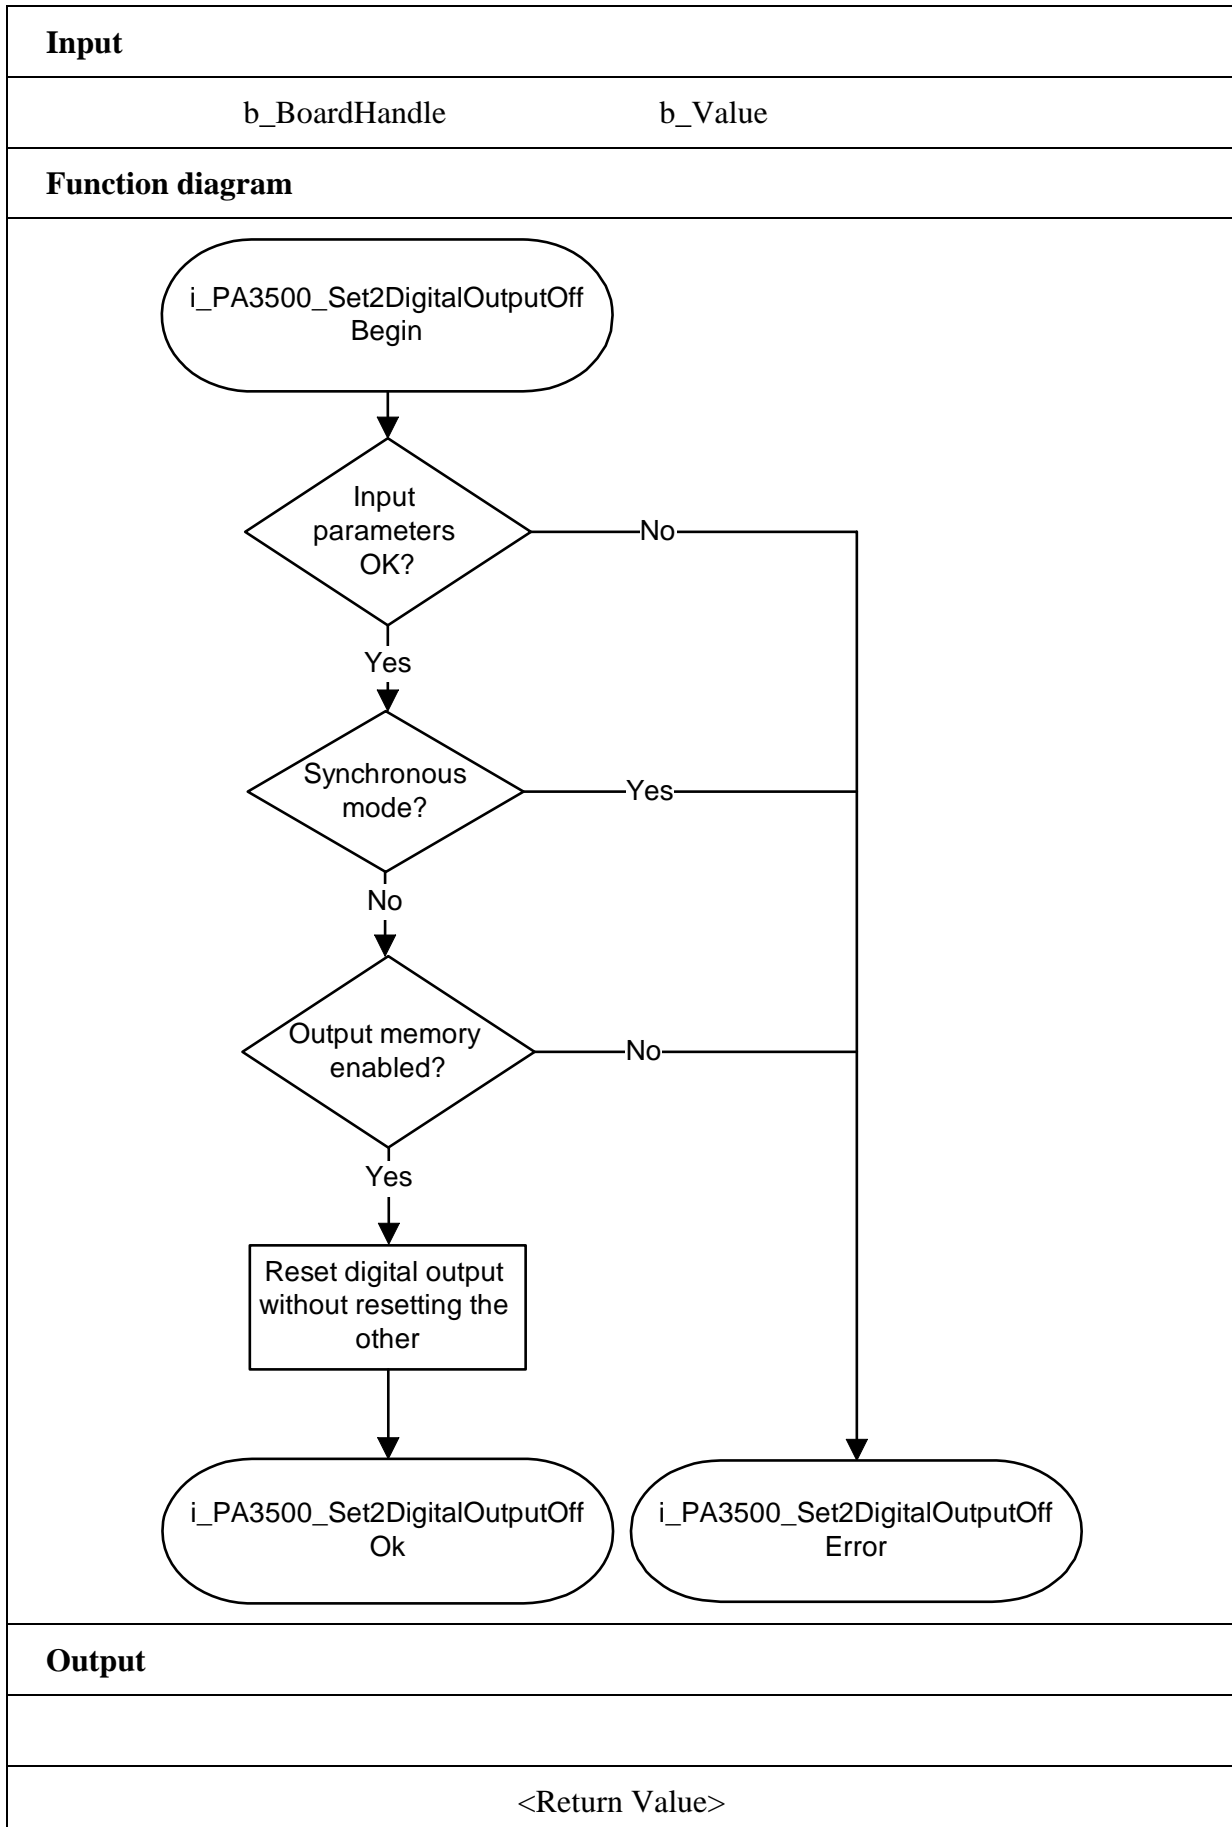 Input
b_BoardHandle b_Value
Function diagram
i_PA3500_Set2DigitalOutputOff
Begin
Input
parameters
OK?
No
Yes
Synchronous
mode?
Yes
No
Output memory
enabled?
No
Yes
Reset digital output
without resetting the
other
i_PA3500_Set2DigitalOutputOff
Ok
i_PA3500_Set2DigitalOutputOff
Error
Output
<Return Value>